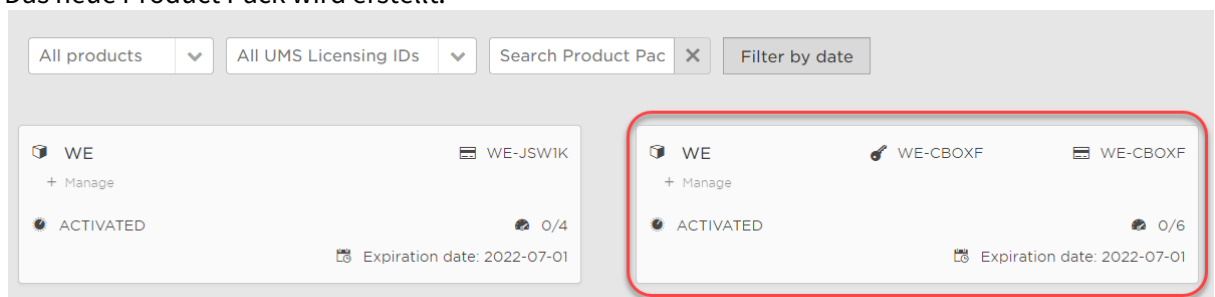 Das neue Product Pack wird erstellt.
All products
All UMS Licensing IDs
Search Product Pac
Filter by date
WE
WE-JSW1K
+ Manage
ACTIVATED
0/4
Expiration date: 2022-07-01
WE
WE-CBOXF
WE-CBOXF
+ Manage
ACTIVATED
0/6
Expiration date: 2022-07-01